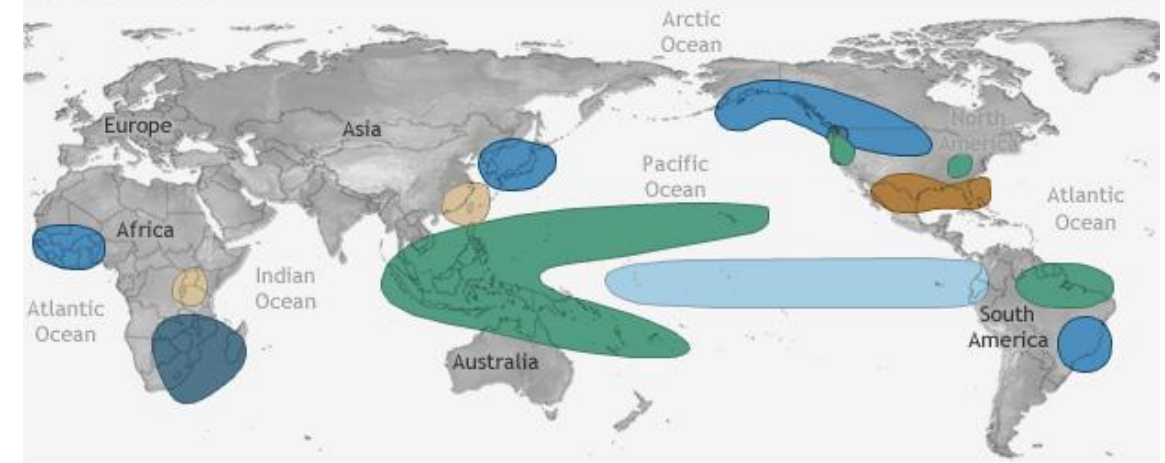 Arctic
Ocean
Europe
Asia
North
America
Pacific
Ocean
Atlantic
Ocean
Africa
Indian
Ocean
Atlantic
Ocean
South
America
Australia